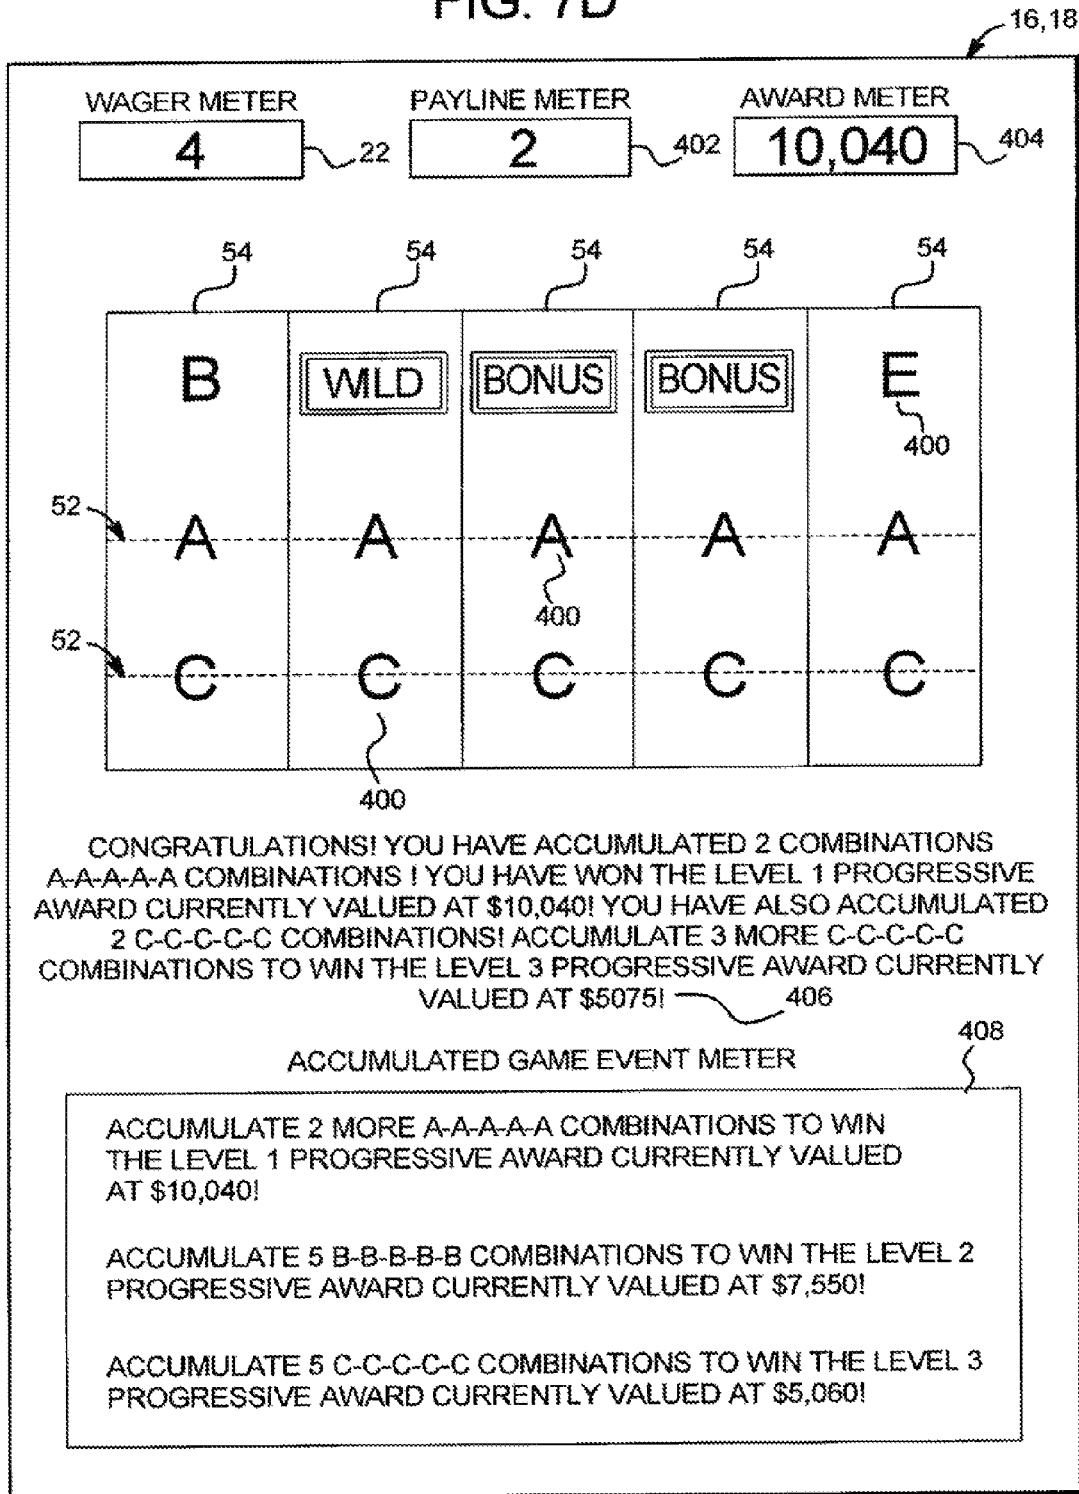 FIG. 7D
16,18
WAGER METER PAYLINE METER AWARD METER
4 22 2 402 10,040 404
54 54 54 54 54
B WILD BONUS BONUS E
400
52 A A A A A
400
52 C C C C C
400
CONGRATULATIONS! YOU HAVE ACCUMULATED 2 COMBINATIONS
A-A-A-A-A COMBINATIONS ! YOU HAVE WON THE LEVEL 1 PROGRESSIVE
AWARD CURRENTLY VALUED AT $10,040! YOU HAVE ALSO ACCUMULATED
2 C-C-C-C-C COMBINATIONS! ACCUMULATE 3 MORE C-C-C-C-C
COMBINATIONS TO WIN THE LEVEL 3 PROGRESSIVE AWARD CURRENTLY
VALUED AT $5075! 406
408
ACCUMULATED GAME EVENT METER
ACCUMULATE 2 MORE A-A-A-A-A COMBINATIONS TO WIN
THE LEVEL 1 PROGRESSIVE AWARD CURRENTLY VALUED
AT $10,040!
ACCUMULATE 5 B-B-B-B-B COMBINATIONS TO WIN THE LEVEL 2
PROGRESSIVE AWARD CURRENTLY VALUED AT $7,550!
ACCUMULATE 5 C-C-C-C-C COMBINATIONS TO WIN THE LEVEL 3
PROGRESSIVE AWARD CURRENTLY VALUED AT $5,060!